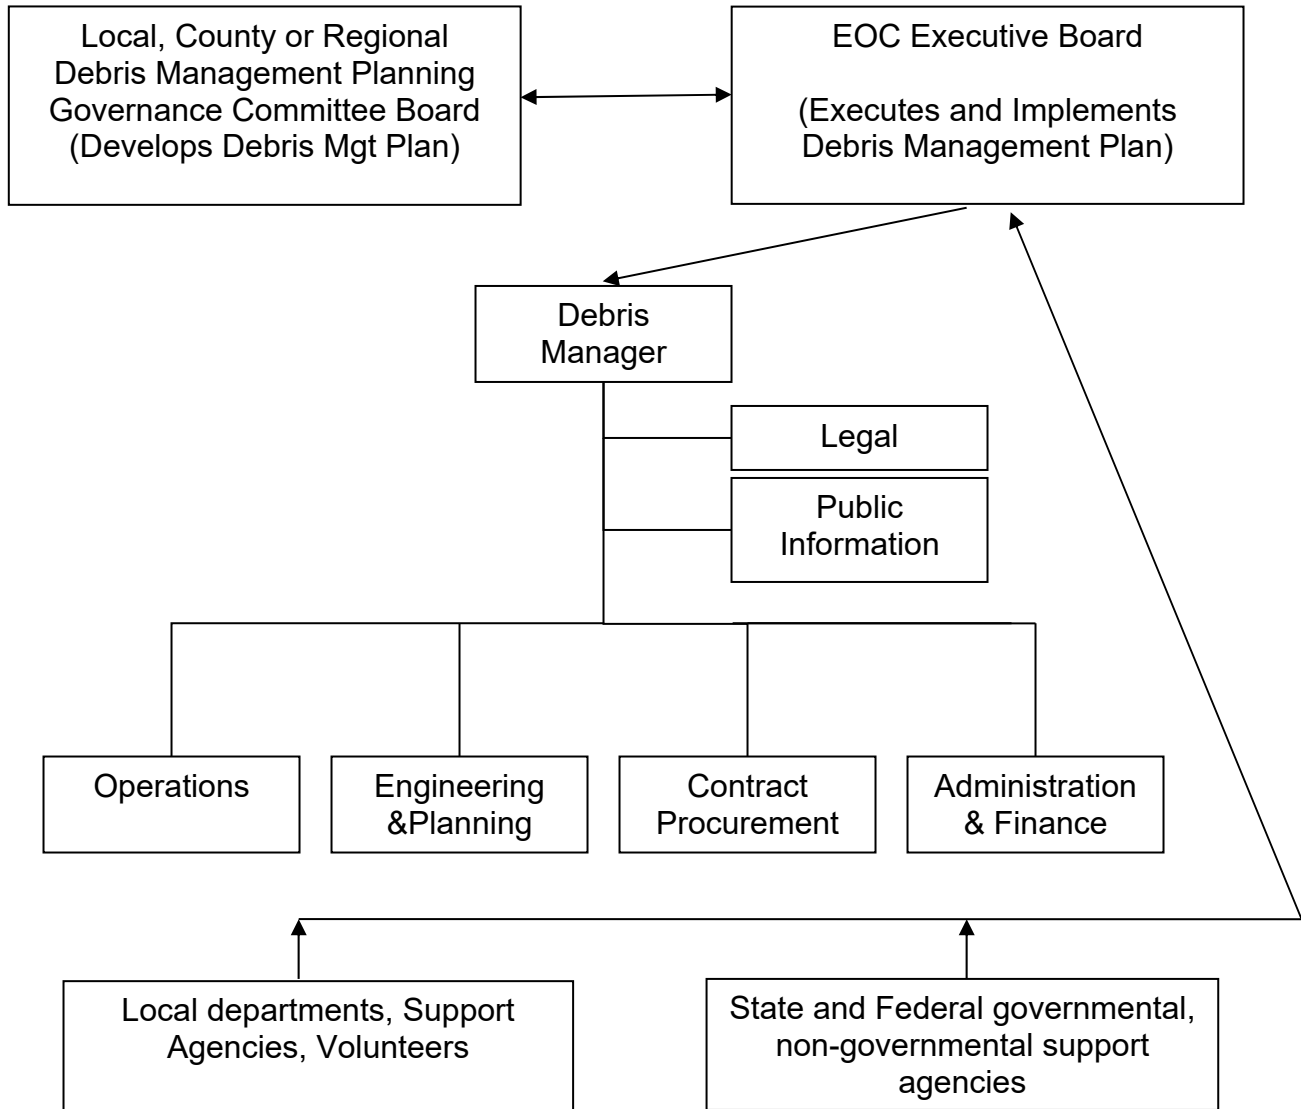 Local, County or Regional
Debris Management Planning
Governance Committee Board
(Develops Debris Mgt Plan)
EOC Executive Board
(Executes and Implements
Debris Management Plan)
Debris
Manager
Legal
Public
Information
Operations
Engineering
&Planning
Contract
Procurement
Administration
& Finance
Local departments, Support
Agencies, Volunteers
State and Federal governmental,
non-governmental support
agencies